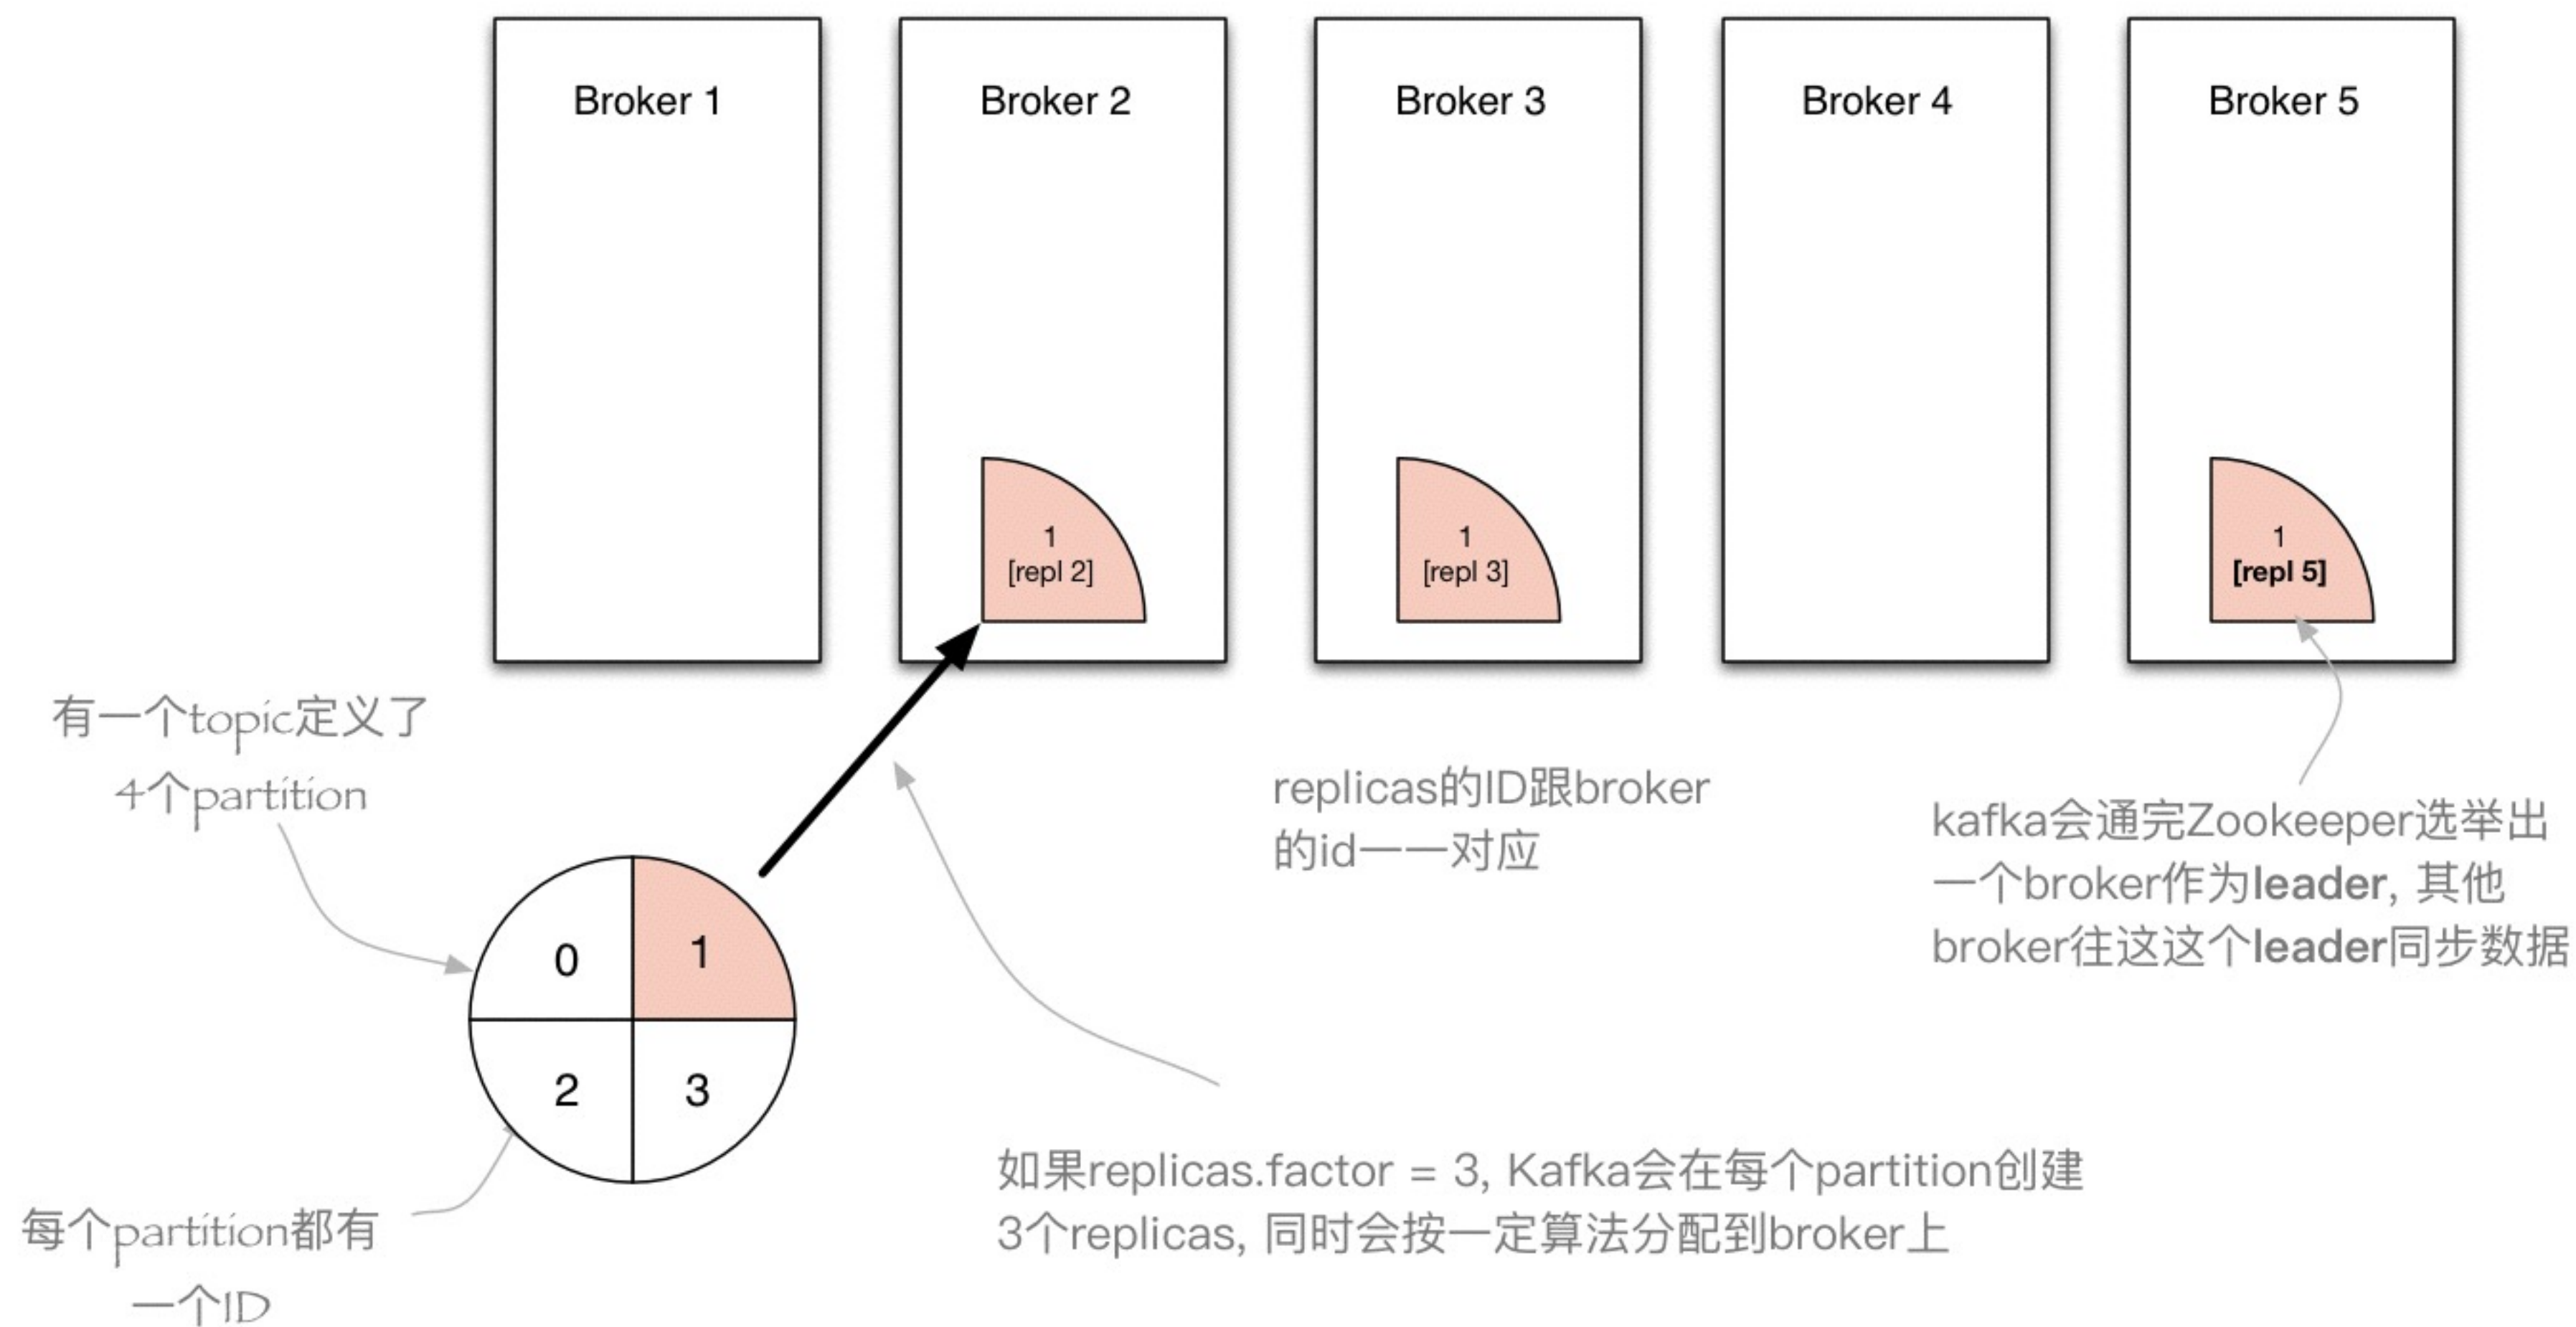 Broker 1
Broker 2
Broker 3
Broker 4
Broker 5
1
[repl 2]
1
[repl 3]
1
[repl 5]
有一个topic定义了
4个partition
replicas的ID跟broker
的id一一对应
kafka会通完Zookeeper选举出
一个broker作为leader, 其他
broker往这这个leader同步数据
0
1
2
3
如果replicas.factor = 3, Kafka会在每个partition创建
3个replicas, 同时会按一定算法分配到broker上
每个partition都有
一个ID